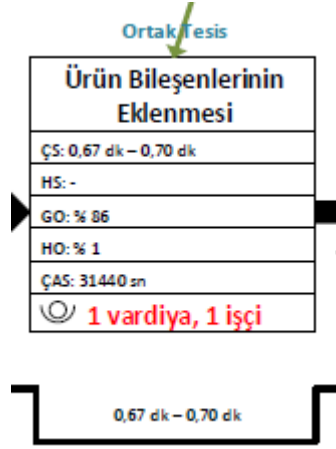 Ortak Tesis
Ürün Bileşenlerinin
Eklenmesi
ÇS: 0,67 dk – 0,70 dk
HS: -
GO: % 86
HO: % 1
ÇAS: 31440 sn
1 vardiya, 1 işçi
0,67 dk – 0,70 dk